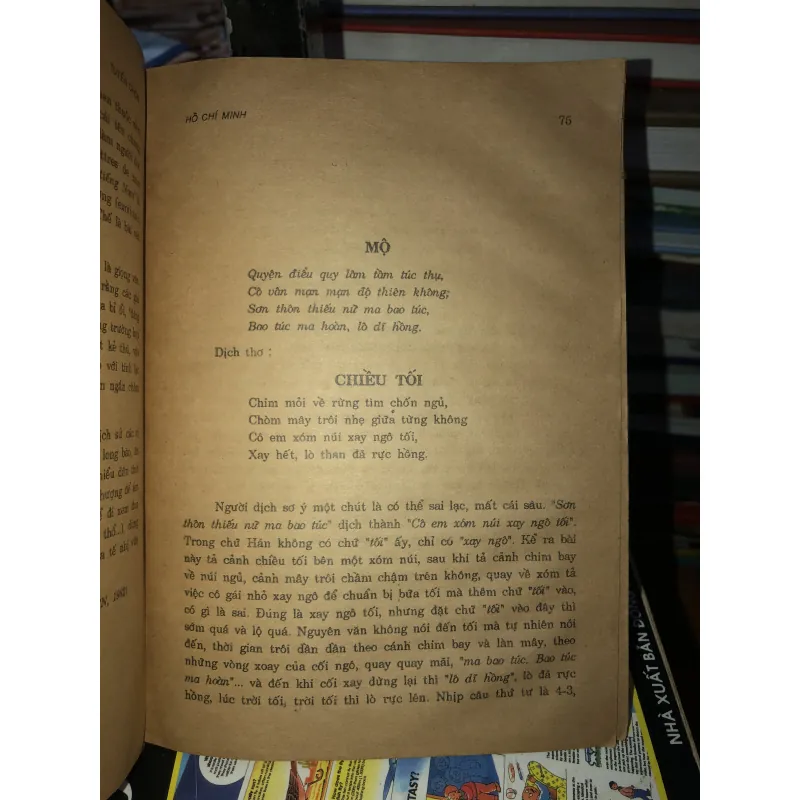 HỒ CHÍ MINH
75
MỘ
Quyện điểu quy lâm tầm túc thụ,
Cô vân mạn mạn độ thiên không;
Sơn thôn thiếu nữ ma bao túc,
Bao túc ma hoàn, lô dĩ hồng.
Dịch thơ :
CHIỀU TỐI
Chim mỏi về rừng tìm chốn ngủ,
Chòm mây trôi nhẹ giữa từng không
Cô em xóm núi xay ngô tối,
Xay hết, lò than đã rực hồng.
Người dịch sơ ý một chút là có thể sai lạc, mất cái sâu. "Sơn
thôn thiếu nữ ma bao túc" dịch thành "Cô em xóm núi xay ngô tối".
Trong chữ Hán không có chữ "tối" ấy, chỉ có "xay ngô". Kể ra bài
này tả cảnh chiều tối bên một xóm núi, sau khi tả cảnh chim bay
về núi ngủ, cảnh mây trôi chầm chậm trên không, quay về xóm tả
việc cô gái nhỏ xay ngô để chuẩn bị bữa tối mà thêm chữ "tối" vào,
có gì là sai. Đúng là xay ngô tối, nhưng đặt chữ "tối" vào đây thì
sớm quá và lộ quá. Nguyên văn không nói đến tối mà tự nhiên nói
đến, thời gian trôi dần dần theo cánh chim bay và làn mây, theo
những vòng xoay của cối ngô, quay quay mãi, "ma bao túc. Bao túc
ma hoàn"... và đến khi cối xay dừng lại thì "lô dĩ hồng", lò đã rực
hồng, lúc trời tối, trời tối thì lò rực lên. Nhịp câu thứ tư là 4-3,
NHÀ XUẤT BẢN